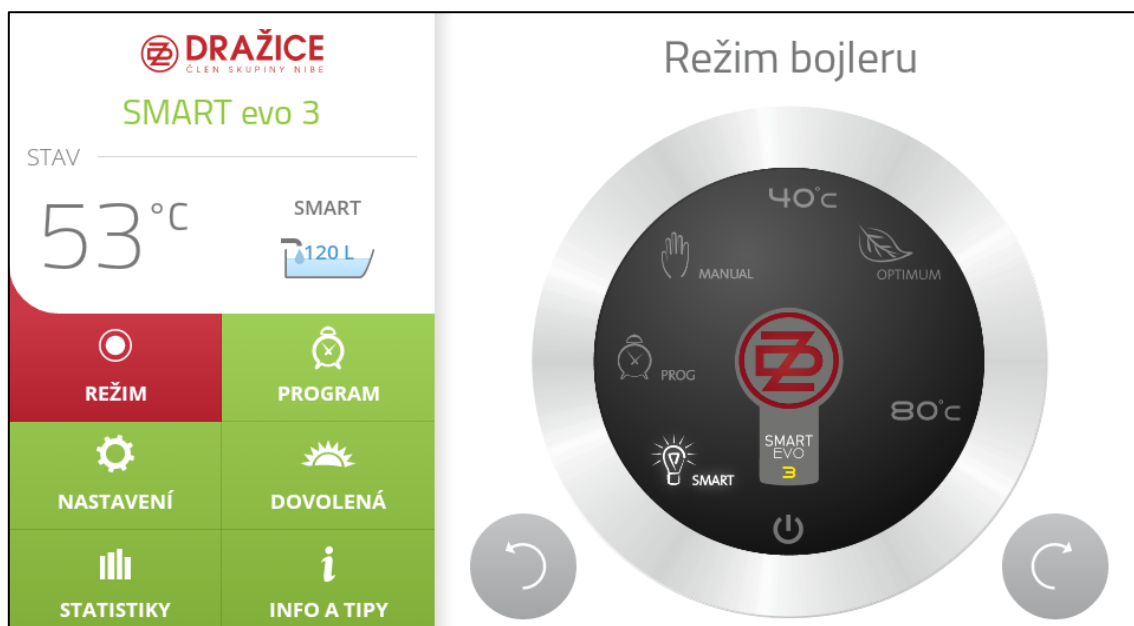 DRAŽICE
ČLEN SKUPINY NIBE
SMART evo 3
STAV
53 °C
SMART
120 L
REŽIM
PROGRAM
NASTAVENÍ
DOVOLENÁ
STATISTIKY
INFO A TIPY
Režim bojleru
40°C
MANUAL
OPTIMUM
PROG
80°C
SMART
EVO
3
SMART